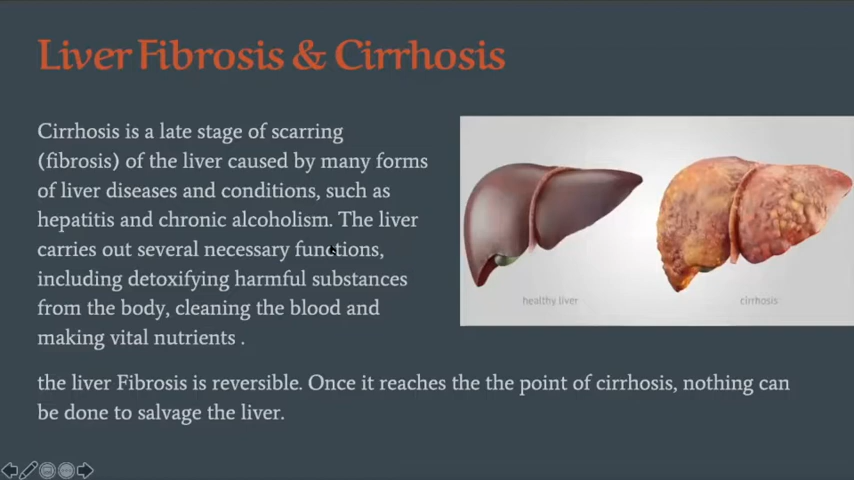 Liver Fibrosis & Cirrhosis
Cirrhosis is a late stage of scarring
(fibrosis) of the liver caused by many forms
of liver diseases and conditions, such as
hepatitis and chronic alcoholism. The liver
carries out several necessary functions,
including detoxifying harmful substances
from the body, cleaning the blood and
making vital nutrients .
healthy liver
cirrhosis
the liver Fibrosis is reversible. Once it reaches the the point of cirrhosis, nothing can
be done to salvage the liver.